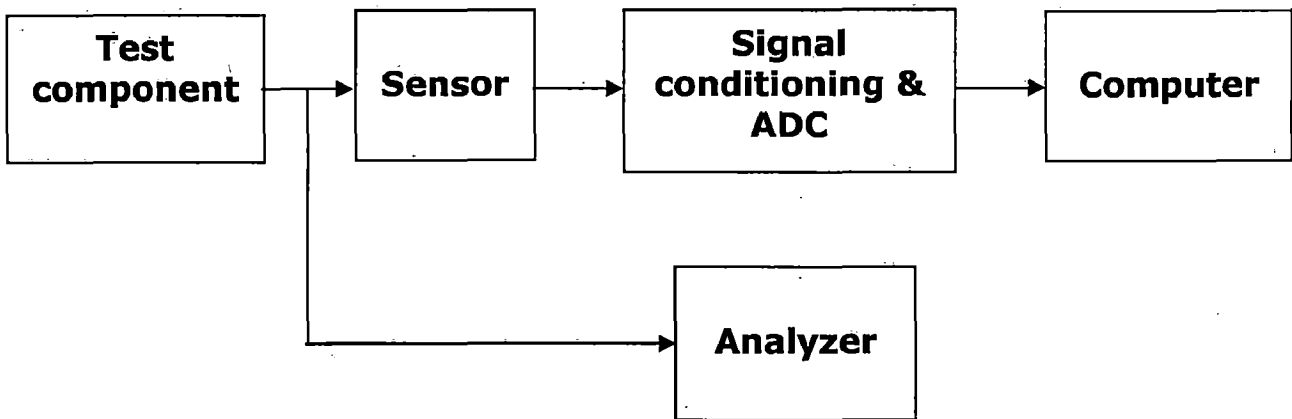 Test
component
Sensor
Signal
conditioning &
ADC
Computer
Analyzer